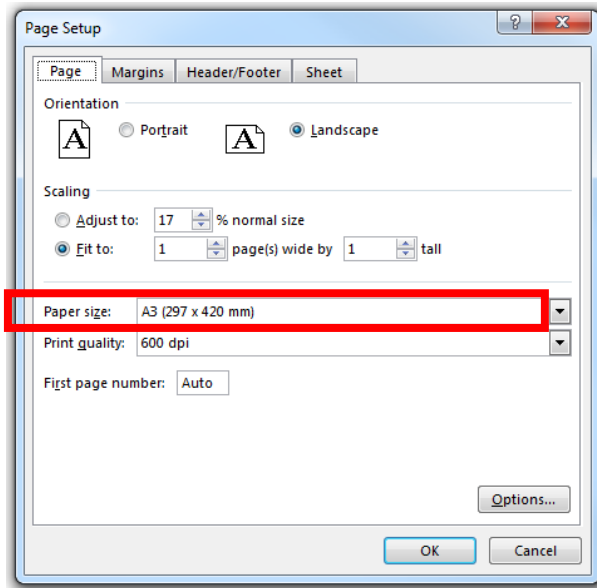 Page Setup
? X
Page Margins Header/Footer Sheet
Orientation
A Portrait A Landscape
Scaling
Adjust to: 17 % normal size
Fit to: 1 page(s) wide by 1 tall
Paper size: A3 (297 x 420 mm)
Print quality: 600 dpi
First page number: Auto
Options...
OK Cancel